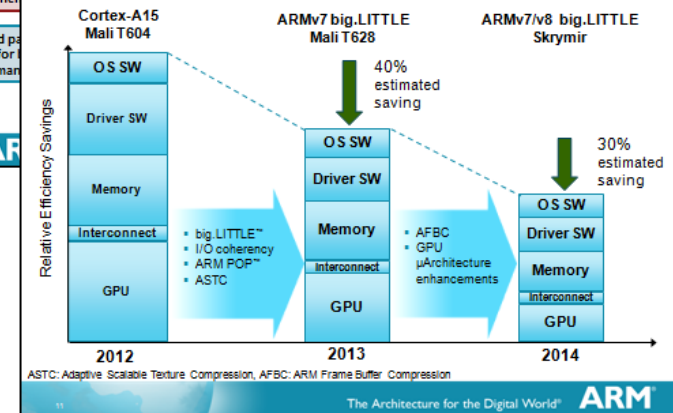 Cortex-A15
Mali T604
ARMv7 big.LITTLE
Mali T628
ARMv7/v8 big.LITTLE
Skrymir
40%
estimated
saving
30%
estimated
saving
Relative Efficiency Savings
OS SW
Driver SW
Memory
Interconnect
GPU
▪ big.LITTLE™
▪ I/O coherency
▪ ARM POP™
▪ ASTC
OS SW
Driver SW
Memory
Interconnect
GPU
▪ AFBC
▪ GPU
µArchitecture
enhancements
OS SW
Driver SW
Memory
Interconnect
GPU
2012
2013
2014
ASTC: Adaptive Scalable Texture Compression, AFBC: ARM Frame Buffer Compression
11
The Architecture for the Digital World®
ARM®